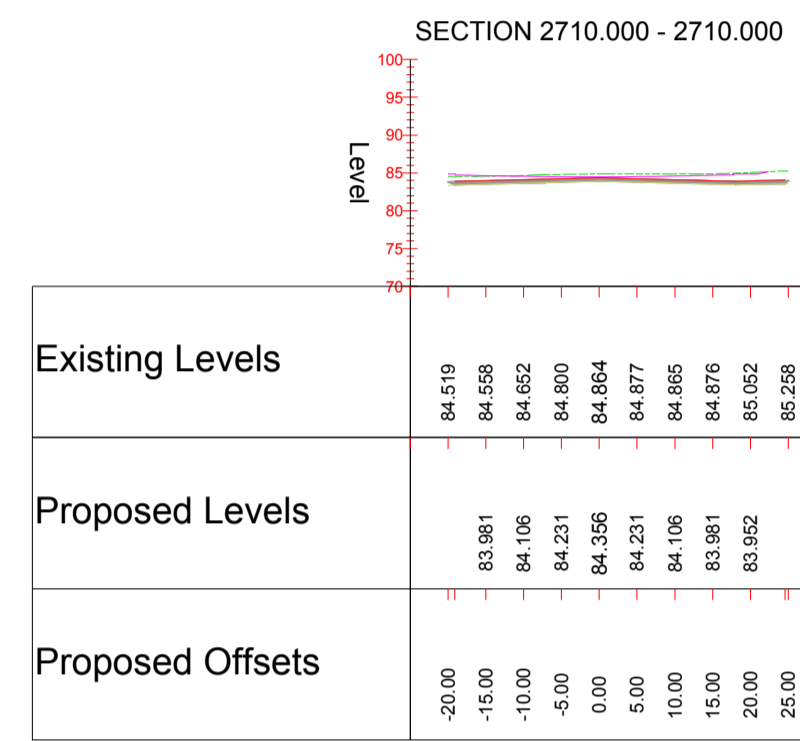 SECTION 2710.000 - 2710.000
100
95
90
85
80
75
70
Level
Existing Levels
84.519 84.558 84.652 84.800 84.864 84.877 84.865 84.876 85.052 85.258
Proposed Levels
83.981 84.106 84.231 84.356 84.231 84.106 83.981 83.952
Proposed Offsets
-20.00 -15.00 -10.00 -5.00 0.00 5.00 10.00 15.00 20.00 25.00